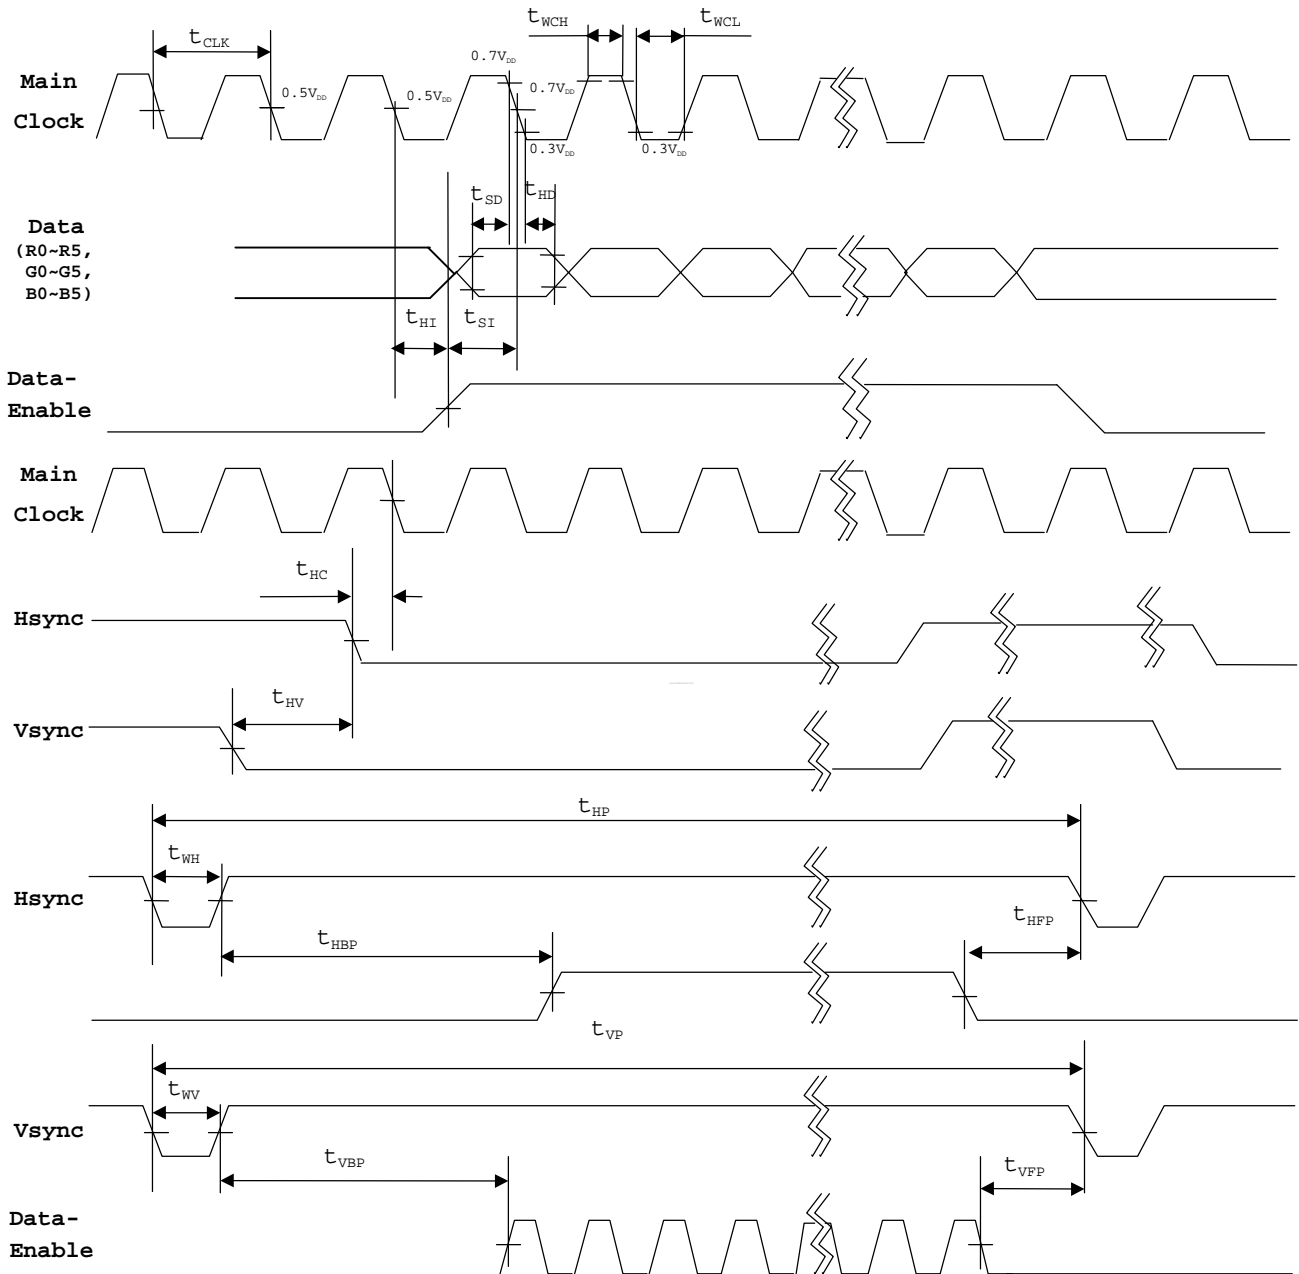 tCLK
tWCH
tWCL
0.7VDD
Main
Clock
0.5VDD
0.5VDD
0.7VDD
0.3VDD
0.3VDD
tSD
tHD
Data
(R0~R5,
G0~G5,
B0~B5)
tHI
tSI
Data-
Enable
Main
Clock
tHC
Hsync
tHV
Vsync
tHP
tWH
Hsync
tHBP
tHFP
tVP
tWV
Vsync
tVBP
tVFP
Data-
Enable